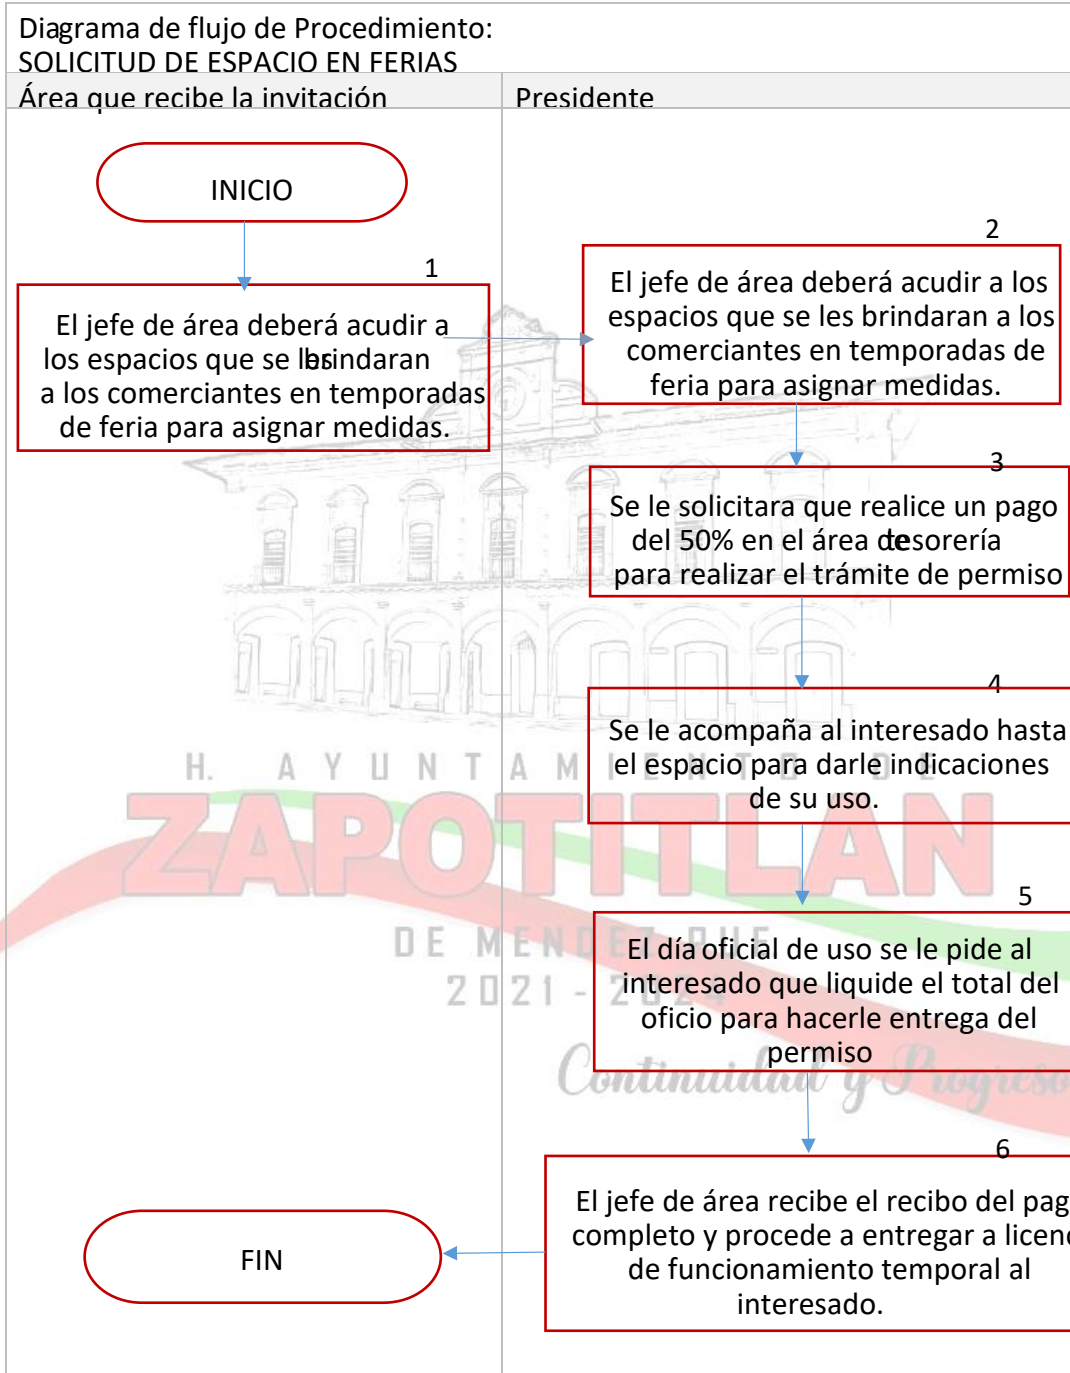 Diagrama de flujo de Procedimiento:
SOLICITUD DE ESPACIO EN FERIAS
Área que recibe la invitación
Presidente
INICIO
1
El jefe de área deberá acudir a
los espacios que se les brindaran
a los comerciantes en temporadas
de feria para asignar medidas.
2
El jefe de área deberá acudir a los
espacios que se les brindaran a los
comerciantes en temporadas de
feria para asignar medidas.
3
Se le solicitara que realice un pago
del 50% en el área de tesorería
para realizar el trámite de permiso
4
Se le acompaña al interesado hasta
el espacio para darle indicaciones
de su uso.
5
El día oficial de uso se le pide al
interesado que liquide el total del
oficio para hacerle entrega del
permiso
6
El jefe de área recibe el recibo del pag
completo y procede a entregar a licenc
de funcionamiento temporal al
interesado.
FIN
H. AYUNTAMIENTO DE
ZAPOTITLAN
DE MENDEZ PUE
2021 - 2024
Continuidad y Progreso